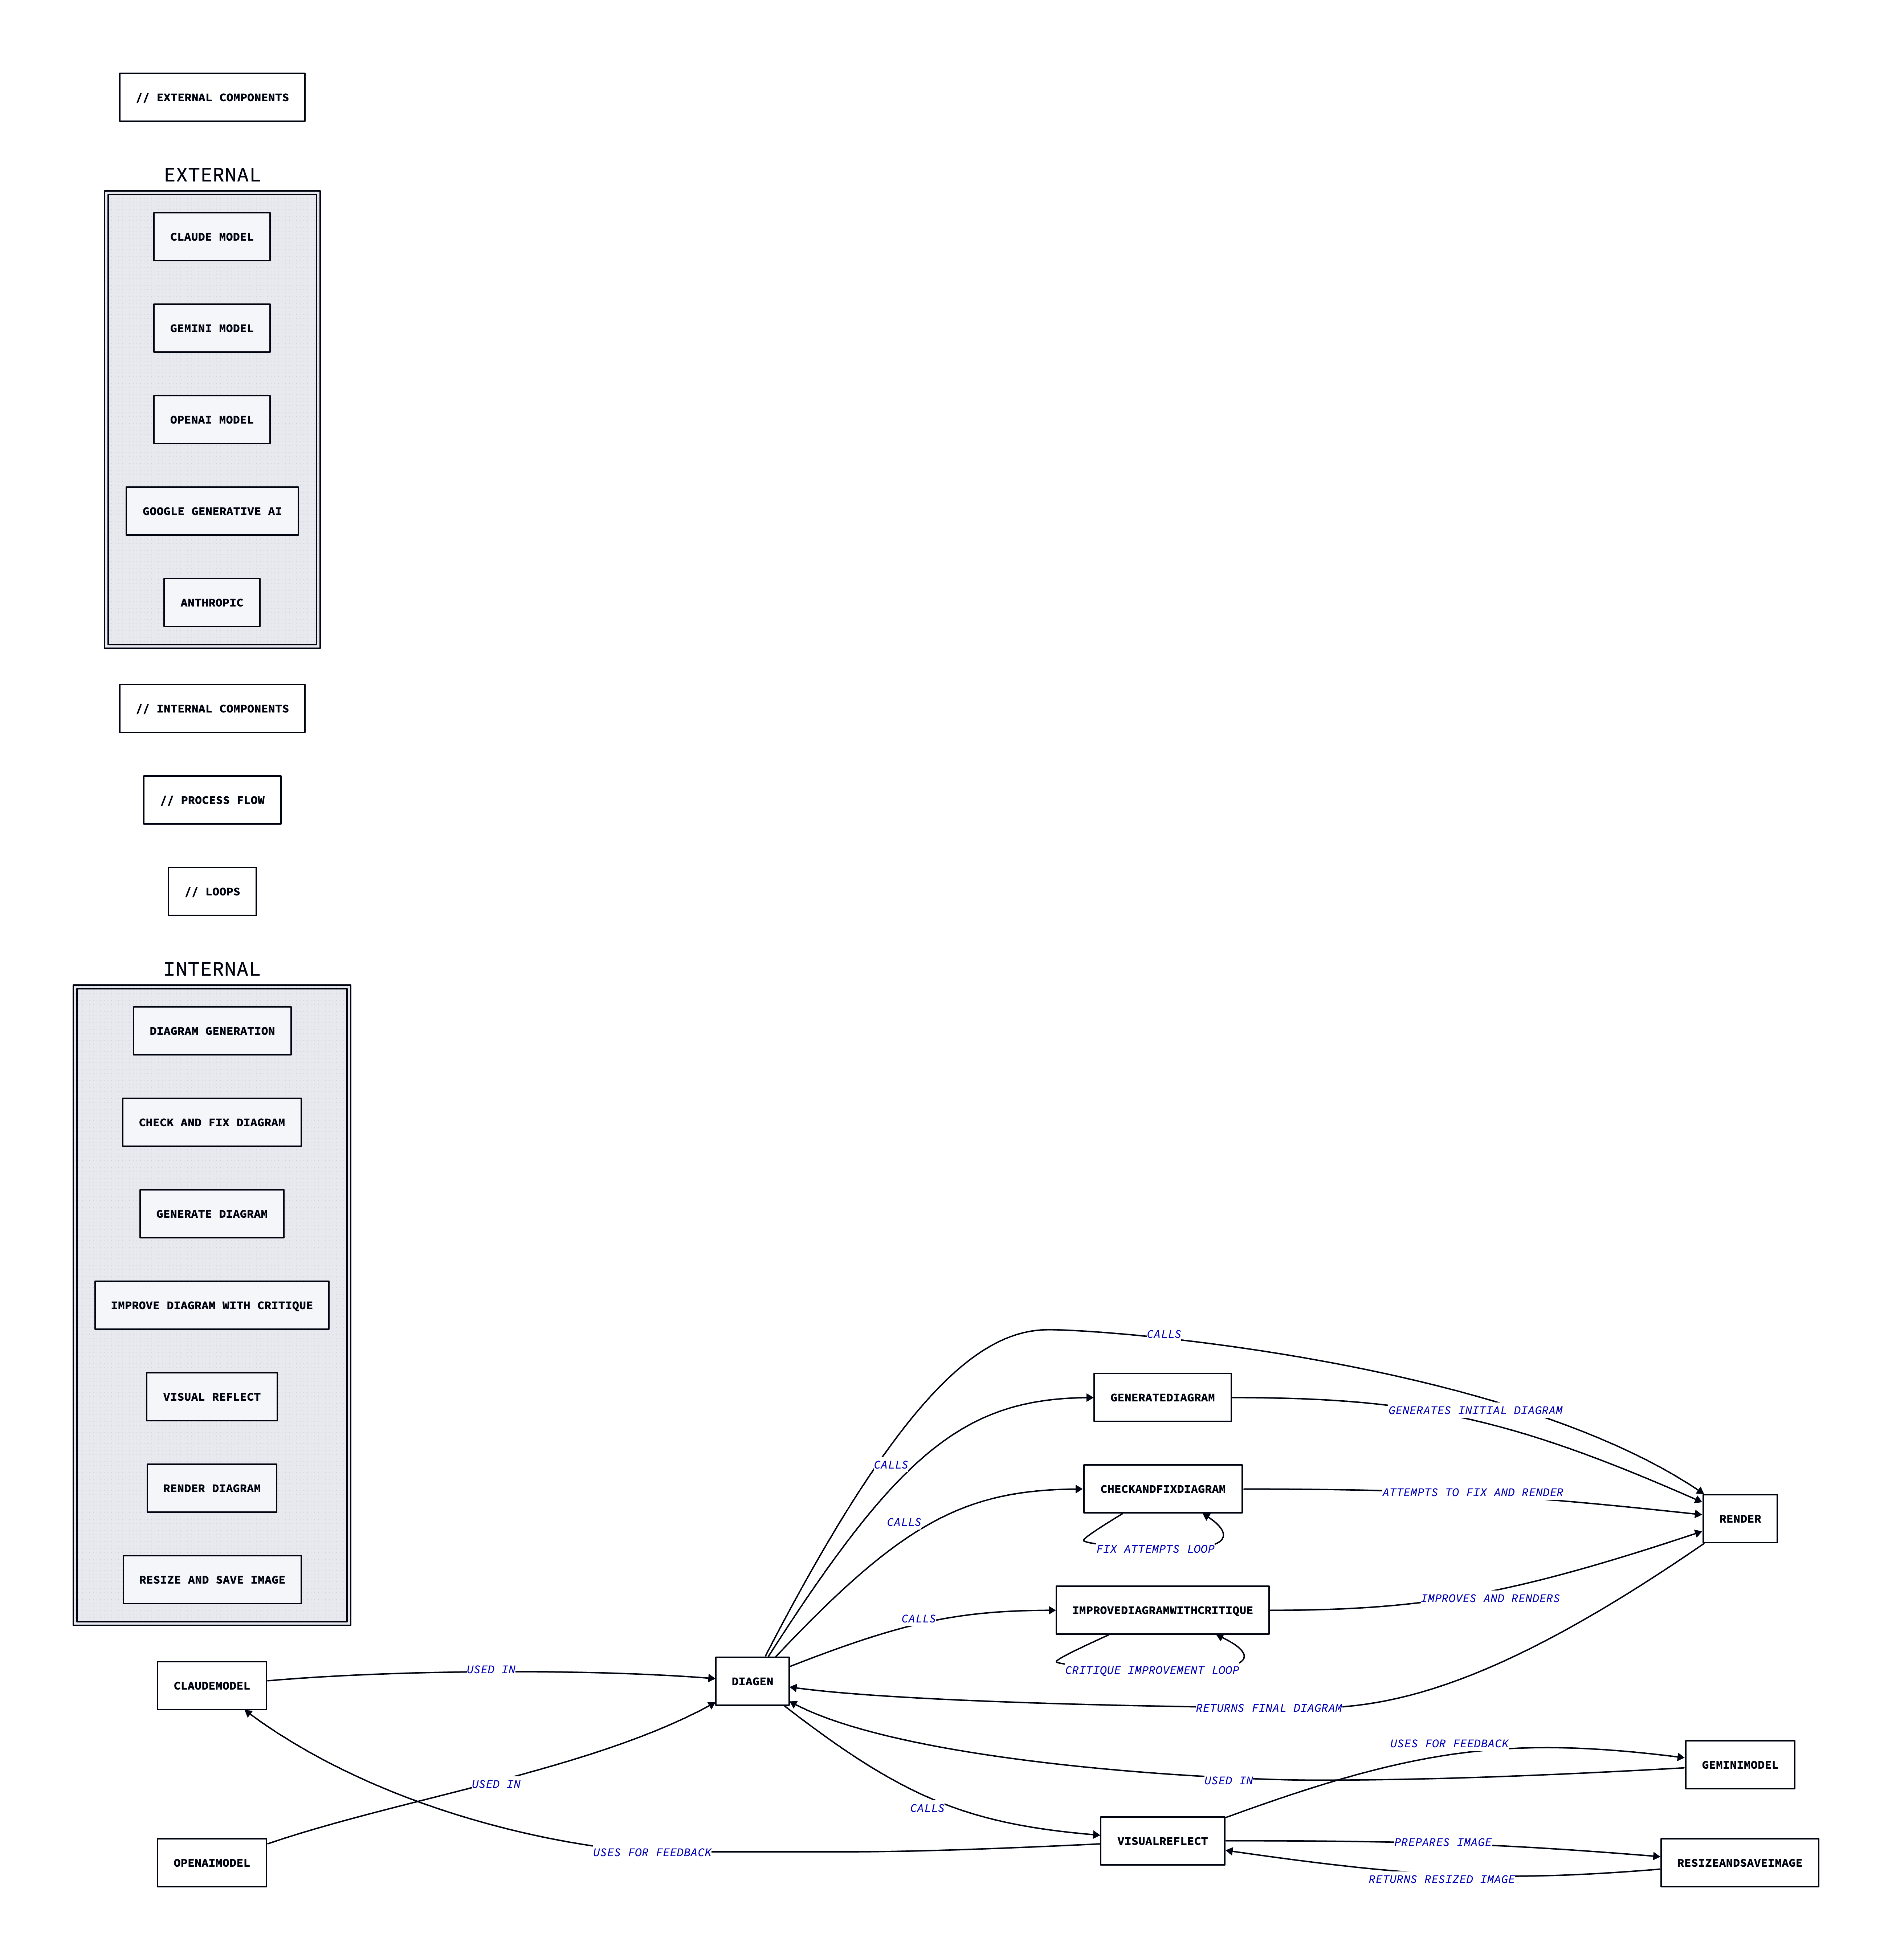 // EXTERNAL COMPONENTS
EXTERNAL
CLAUDE MODEL
GEMINI MODEL
OPENAI MODEL
GOOGLE GENERATIVE AI
ANTHROPIC
// INTERNAL COMPONENTS
// PROCESS FLOW
// LOOPS
INTERNAL
DIAGRAM GENERATION
CHECK AND FIX DIAGRAM
GENERATE DIAGRAM
IMPROVE DIAGRAM WITH CRITIQUE
VISUAL REFLECT
RENDER DIAGRAM
RESIZE AND SAVE IMAGE
CALLS
GENERATEDIAGRAM
GENERATES INITIAL DIAGRAM
CALLS
CHECKANDFIXDIAGRAM
ATTEMPTS TO FIX AND RENDER
CALLS
RENDER
FIX ATTEMPTS LOOP
IMPROVEDIAGRAMWITHCRITIQUE
IMPROVES AND RENDERS
CALLS
CRITIQUE IMPROVEMENT LOOP
CLAUDEMODEL
USED IN
DIAGEN
RETURNS FINAL DIAGRAM
USES FOR FEEDBACK
GEMINIMODEL
USED IN
USED IN
CALLS
VISUALREFLECT
PREPARES IMAGE
USES FOR FEEDBACK
OPENAIMODEL
RESIZEANDSAVEIMAGE
RETURNS RESIZED IMAGE